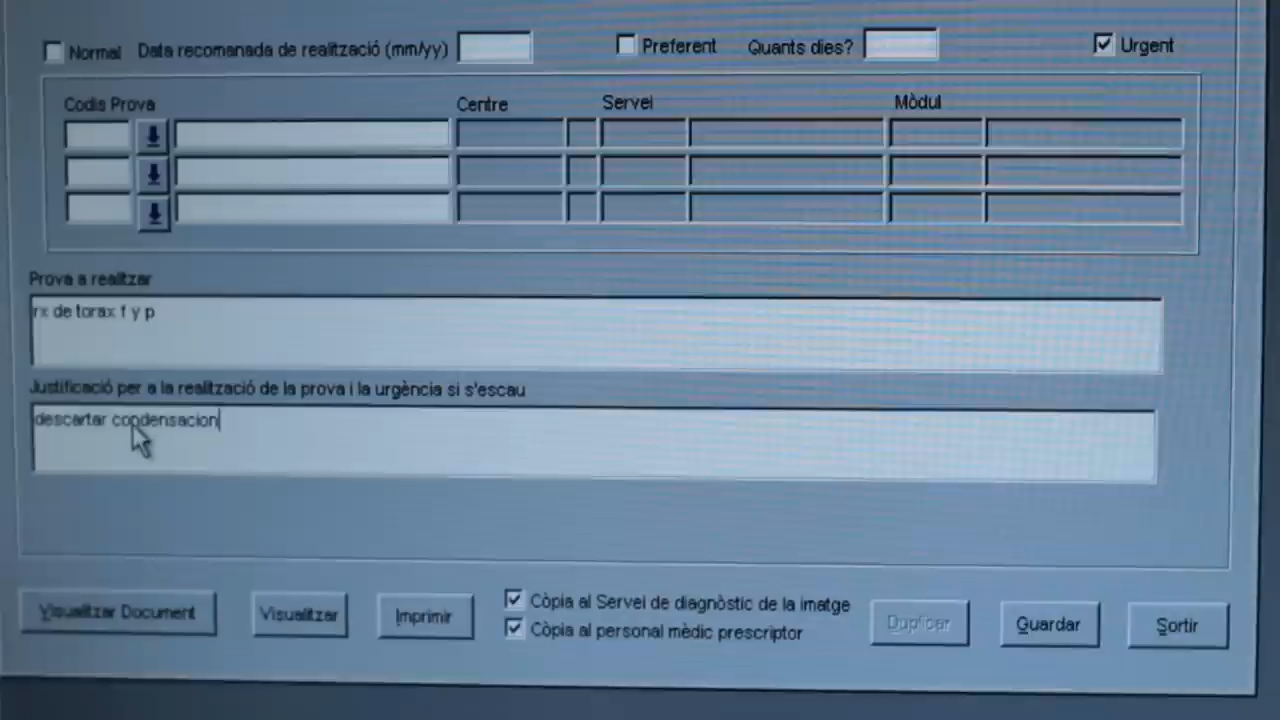 Normal Data recomanada de realització (mm/yy) Preferent Quants dies? Urgent
Codis Prova Centre Servei Mòdul
Prova a realitzar
rx de torax f y p
Justificació per a la realització de la prova i la urgència si s'escau
descartar condensacion
Visualitzar Document Visualitzar Imprimir Còpia al Servei de diagnòstic de la imatge Duplicar Guardar Sortir
Còpia al personal mèdic prescriptor